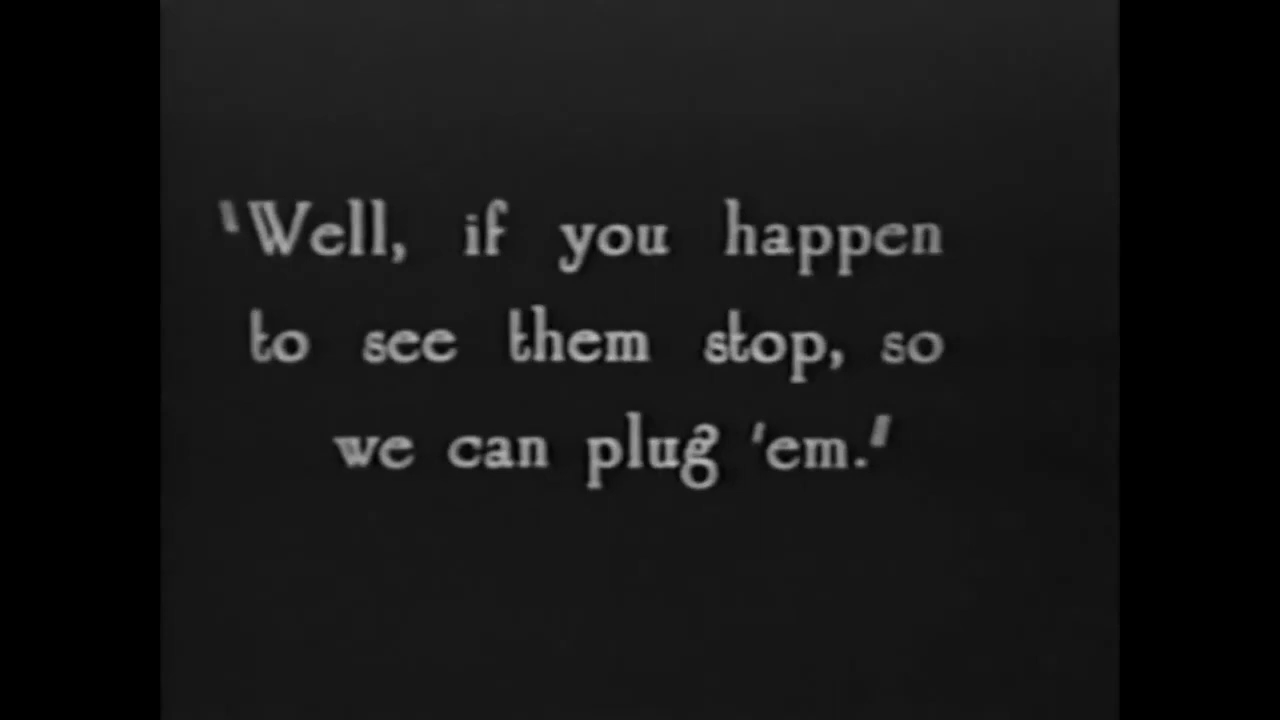 "Well, if you happen
to see them stop, so
we can plug 'em."